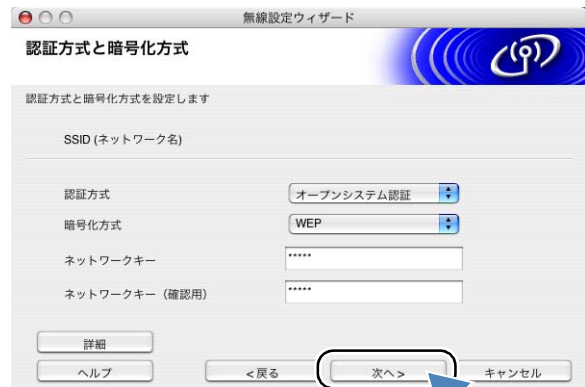 無線設定ウィザード
認証方式と暗号化方式
認証方式と暗号化方式を設定します
SSID (ネットワーク名)
認証方式 オープンシステム認証
暗号化方式 WEP
ネットワークキー *****
ネットワークキー（確認用） *****
詳細
ヘルプ <戻る 次へ> キャンセル